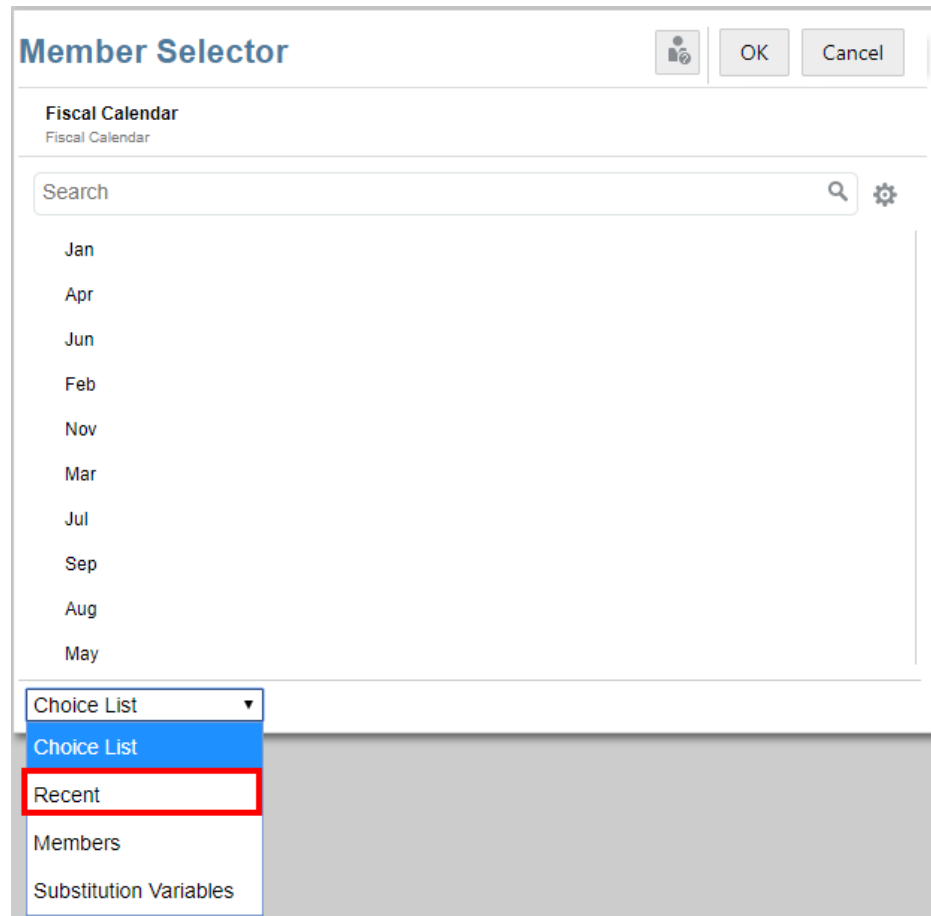 Member Selector
OK
Cancel
Fiscal Calendar
Fiscal Calendar
Search
Jan
Apr
Jun
Feb
Nov
Mar
Jul
Sep
Aug
May
Choice List
Choice List
Recent
Members
Substitution Variables